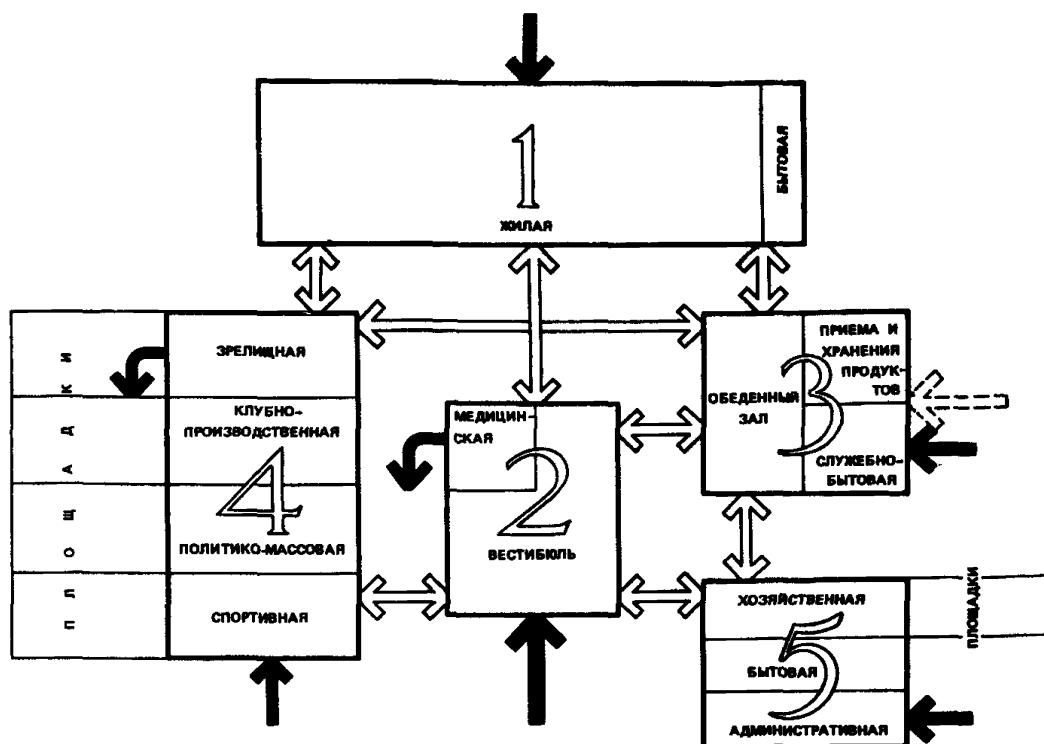 1
ЖИЛАЯ
БЫТОВАЯ
ПЛОЩАДКИ
ЗРЕЛИЩНАЯ
КЛУБНО-
ПРОИЗВОДСТВЕННАЯ
4
ПОЛИТИКО-МАССОВАЯ
СПОРТИВНАЯ
МЕДИЦИН-
СКАЯ
2
ВЕСТИБЮЛЬ
ОБЕДЕННЫЙ
ЗАЛ
3
ПРИЕМА И
ХРАНЕНИЯ
ПРОДУК-
ТОВ
СЛУЖЕБНО-
БЫТОВАЯ
ХОЗЯЙСТВЕННАЯ
5
БЫТОВАЯ
АДМИНИСТРАТИВНАЯ
ПЛОЩАДКИ